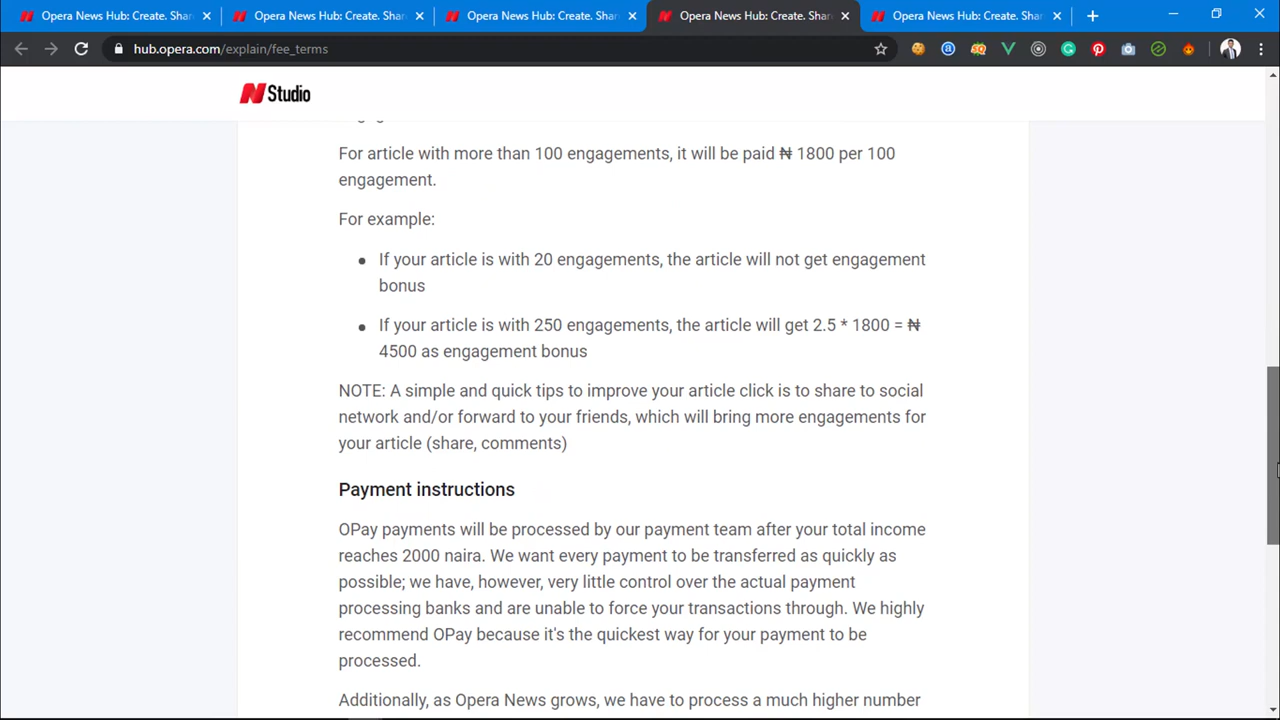 Opera News Hub: Create. Shar
Opera News Hub: Create. Shar
Opera News Hub: Create. Shar
Opera News Hub: Create. Shar
Opera News Hub: Create. Shar
hub.opera.com/explain/fee_terms
N Studio
For article with more than 100 engagements, it will be paid ₦ 1800 per 100
engagement.
For example:
If your article is with 20 engagements, the article will not get engagement
bonus
If your article is with 250 engagements, the article will get 2.5 * 1800 = ₦
4500 as engagement bonus
NOTE: A simple and quick tips to improve your article click is to share to social
network and/or forward to your friends, which will bring more engagements for
your article (share, comments)
Payment instructions
OPay payments will be processed by our payment team after your total income
reaches 2000 naira. We want every payment to be transferred as quickly as
possible; we have, however, very little control over the actual payment
processing banks and are unable to force your transactions through. We highly
recommend OPay because it's the quickest way for your payment to be
processed.
Additionally, as Opera News grows, we have to process a much higher number